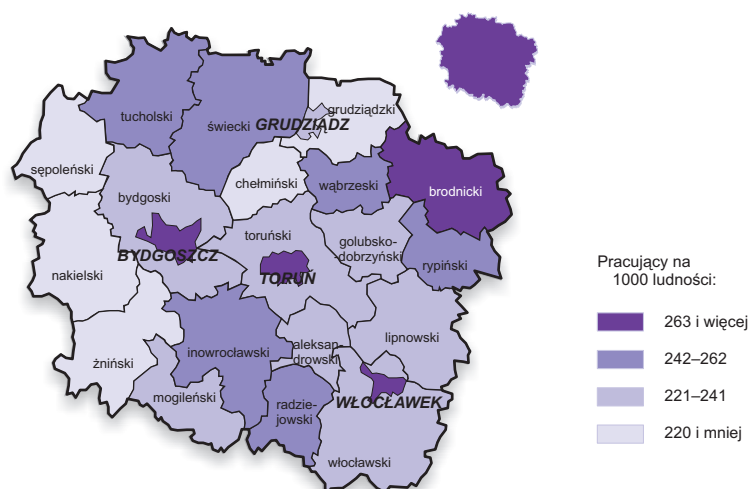 tucholski
świecki
grudziądzki
GRUDZIĄDZ
sępoleński
chełmiński
wąbrzeski
brodnicki
bydgoski
toruński
golubsko-
-dobrzyński
BYDGOSZCZ
TORUŃ
rypiński
nakielski
inowrocławski
aleksan-
drowski
lipnowski
żniński
mogileński
radzie-
jowski
WŁOCŁAWEK
włocławski
Pracujący na
1000 ludności:
263 i więcej
242–262
221–241
220 i mniej